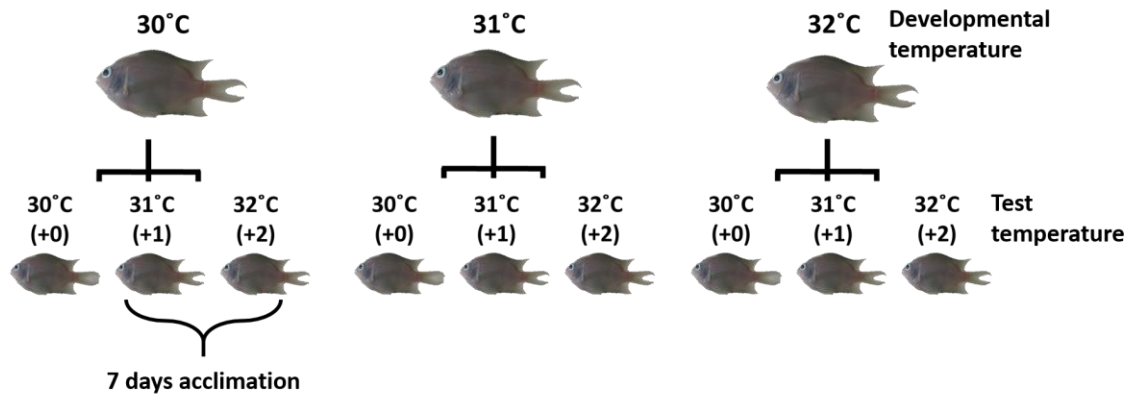 30˚C
31˚C
32˚C
Developmental
temperature
30˚C
(+0)
31˚C
(+1)
32˚C
(+2)
30˚C
(+0)
31˚C
(+1)
32˚C
(+2)
30˚C
(+0)
31˚C
(+1)
32˚C
(+2)
Test
temperature
7 days acclimation